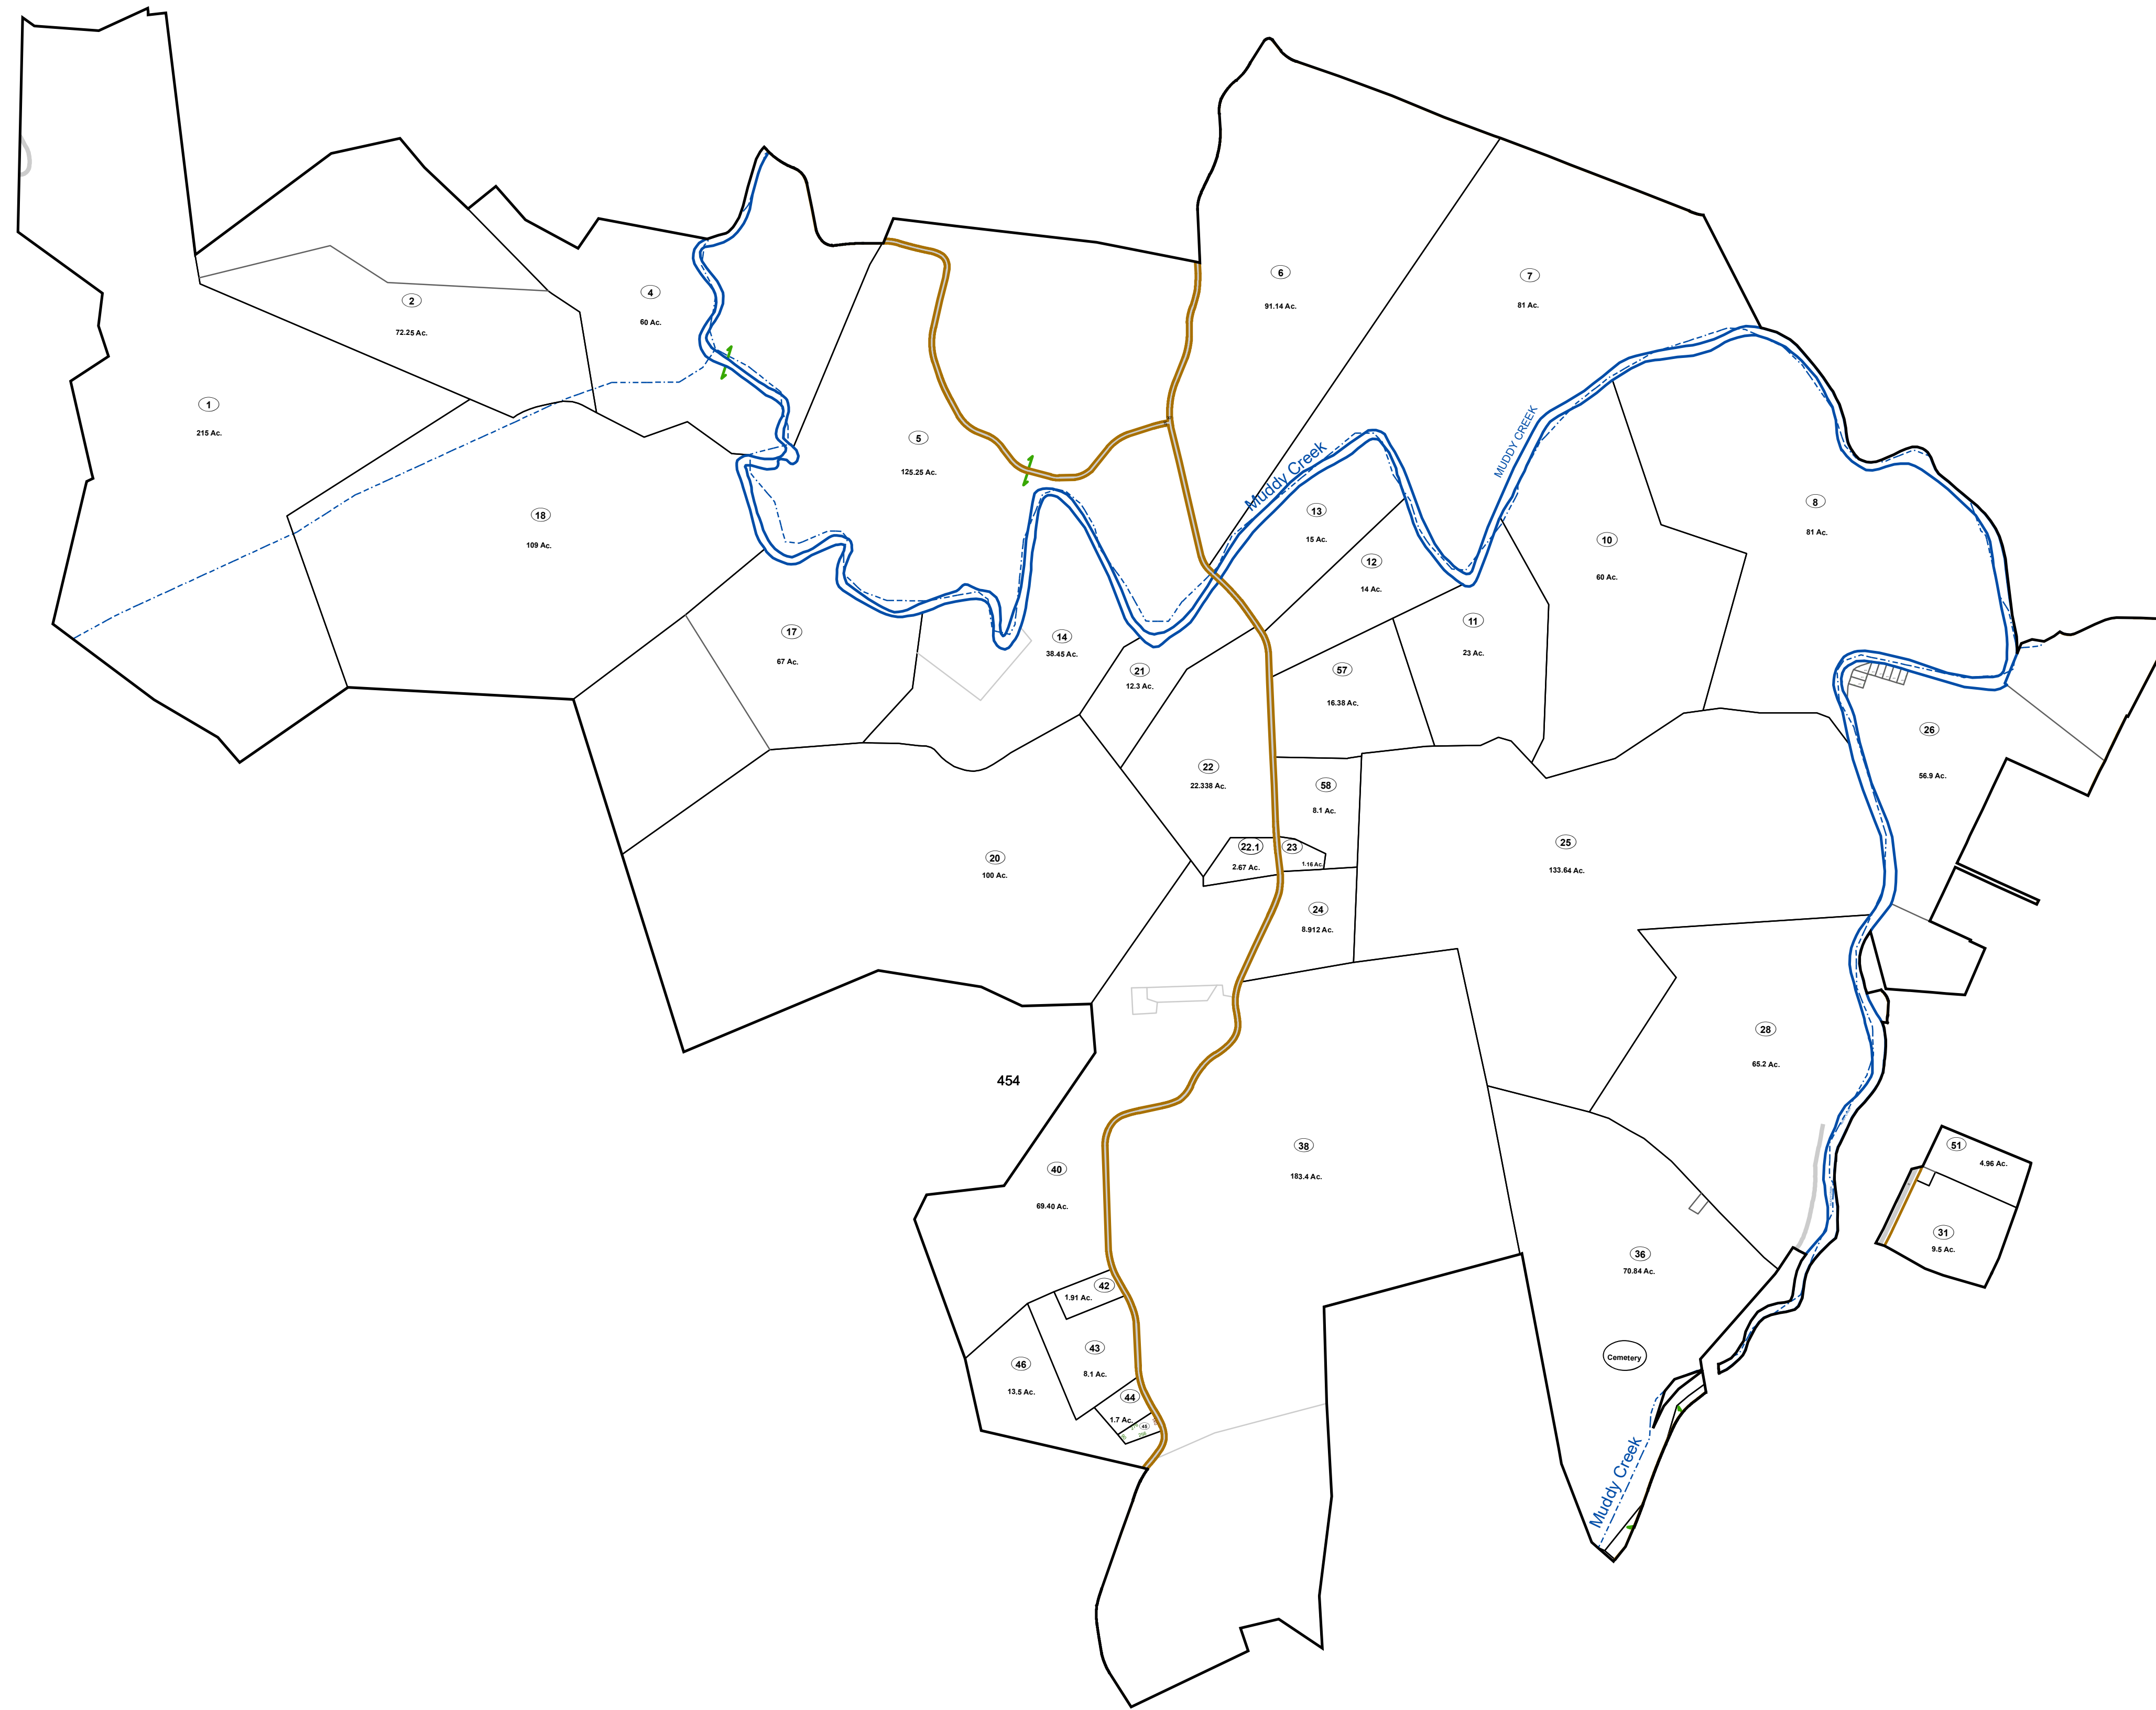 6
91.14 Ac.
7
81 Ac.
4
60 Ac.
2
72.25 Ac.
1
215 Ac.
5
125.25 Ac.
MUDDY CREEK
Muddy Creek
8
81 Ac.
13
15 Ac.
18
109 Ac.
10
60 Ac.
12
14 Ac.
11
23 Ac.
17
67 Ac.
14
38.45 Ac.
21
12.3 Ac.
57
16.38 Ac.
26
56.9 Ac.
22
22.338 Ac.
58
8.1 Ac.
25
133.64 Ac.
22.1
2.67 Ac.
23
1.16 Ac.
20
100 Ac.
24
8.912 Ac.
28
65.2 Ac.
454
38
183.4 Ac.
51
4.96 Ac.
40
69.40 Ac.
31
9.5 Ac.
36
70.84 Ac.
42
1.91 Ac.
43
8.1 Ac.
46
13.5 Ac.
Cemetery
44
1.7 Ac.
Muddy Creek